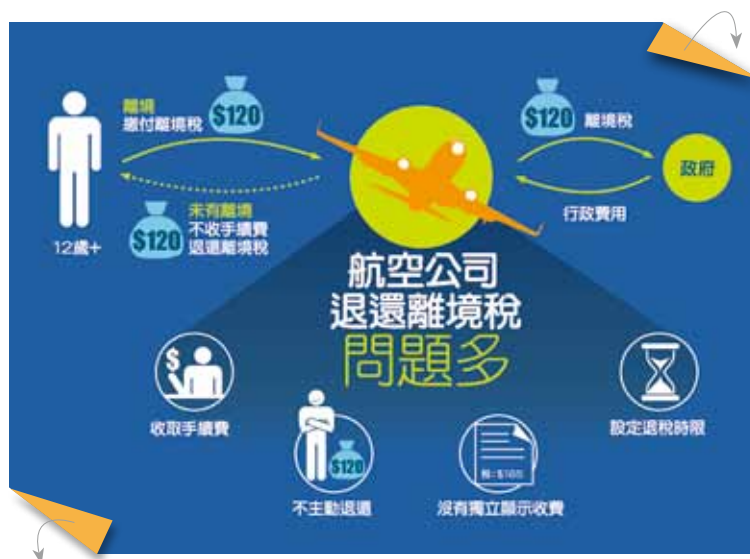 離境
繳付離境稅
$120
$120
離境稅
政府
行政費用
12歲+
$120
未有離境
不收手續費
退還離境稅
航空公司
退還離境稅
問題多
$
收取手續費
$120
不主動退還
沒有獨立顯示收費
設定退稅時限